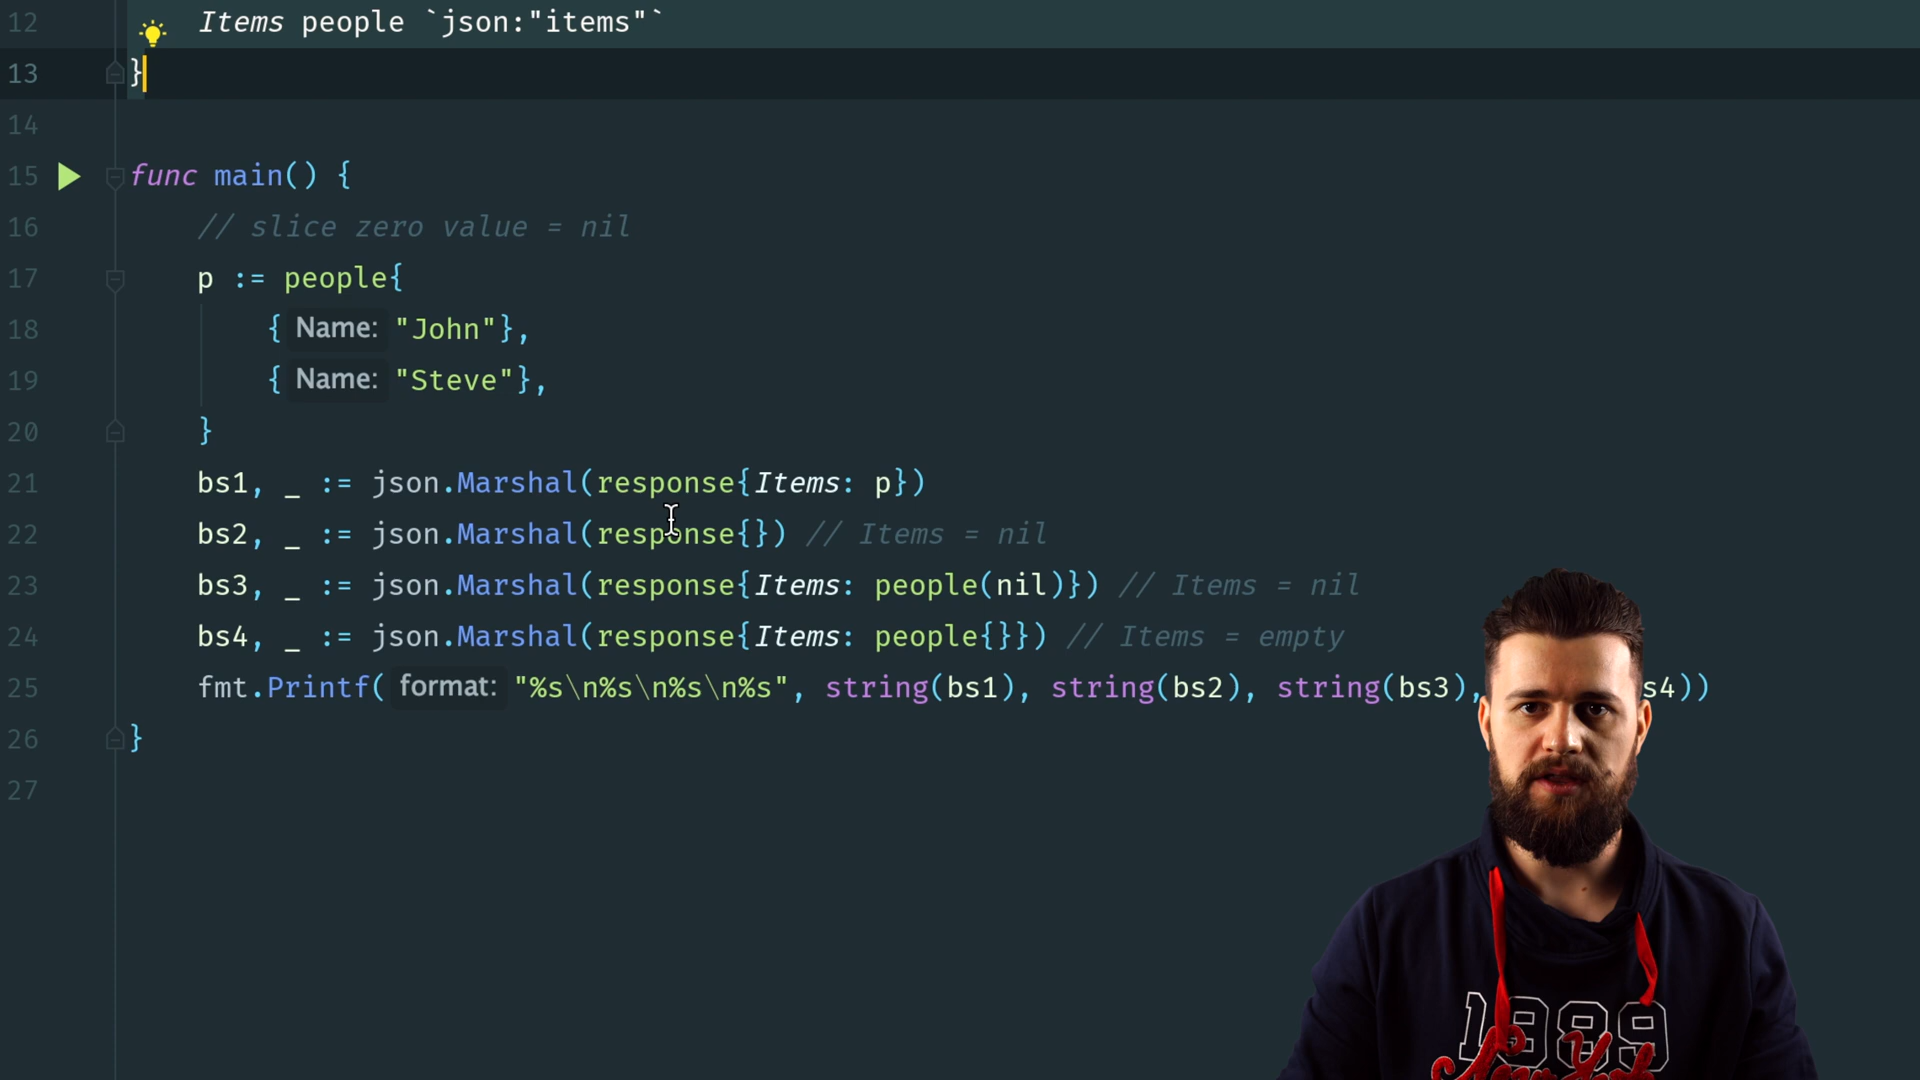 12 Items people `json:"items"`
13 }
14
15 func main() {
16 // slice zero value = nil
17 p := people{
18 { Name: "John"},
19 { Name: "Steve"},
20 }
21 bs1, _ := json.Marshal(response{Items: p})
22 bs2, _ := json.Marshal(response{}) // Items = nil
23 bs3, _ := json.Marshal(response{Items: people(nil)}) // Items = nil
24 bs4, _ := json.Marshal(response{Items: people{}}) // Items = empty
25 fmt.Printf( format: "%s\n%s\n%s\n%s", string(bs1), string(bs2), string(bs3), s4))
26 }
27
1989
New York